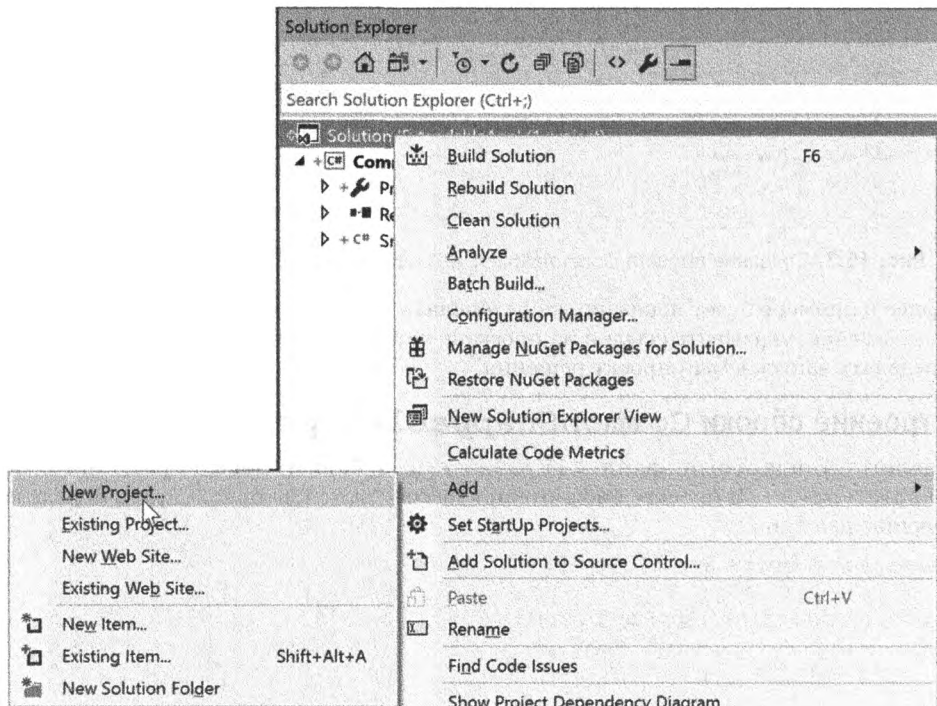 Solution Explorer
Search Solution Explorer (Ctrl+;)
Solution
Build Solution F6
Rebuild Solution
Clean Solution
Analyze
Batch Build...
Configuration Manager...
Manage NuGet Packages for Solution...
Restore NuGet Packages
New Solution Explorer View
Calculate Code Metrics
Add
Set StartUp Projects...
Add Solution to Source Control...
Paste Ctrl+V
Rename
Find Code Issues
Show Project Dependency Diagram
C# Com
Pr
Re
C# Sr
New Project...
Existing Project...
New Web Site...
Existing Web Site...
New Item...
Existing Item... Shift+Alt+A
New Solution Folder